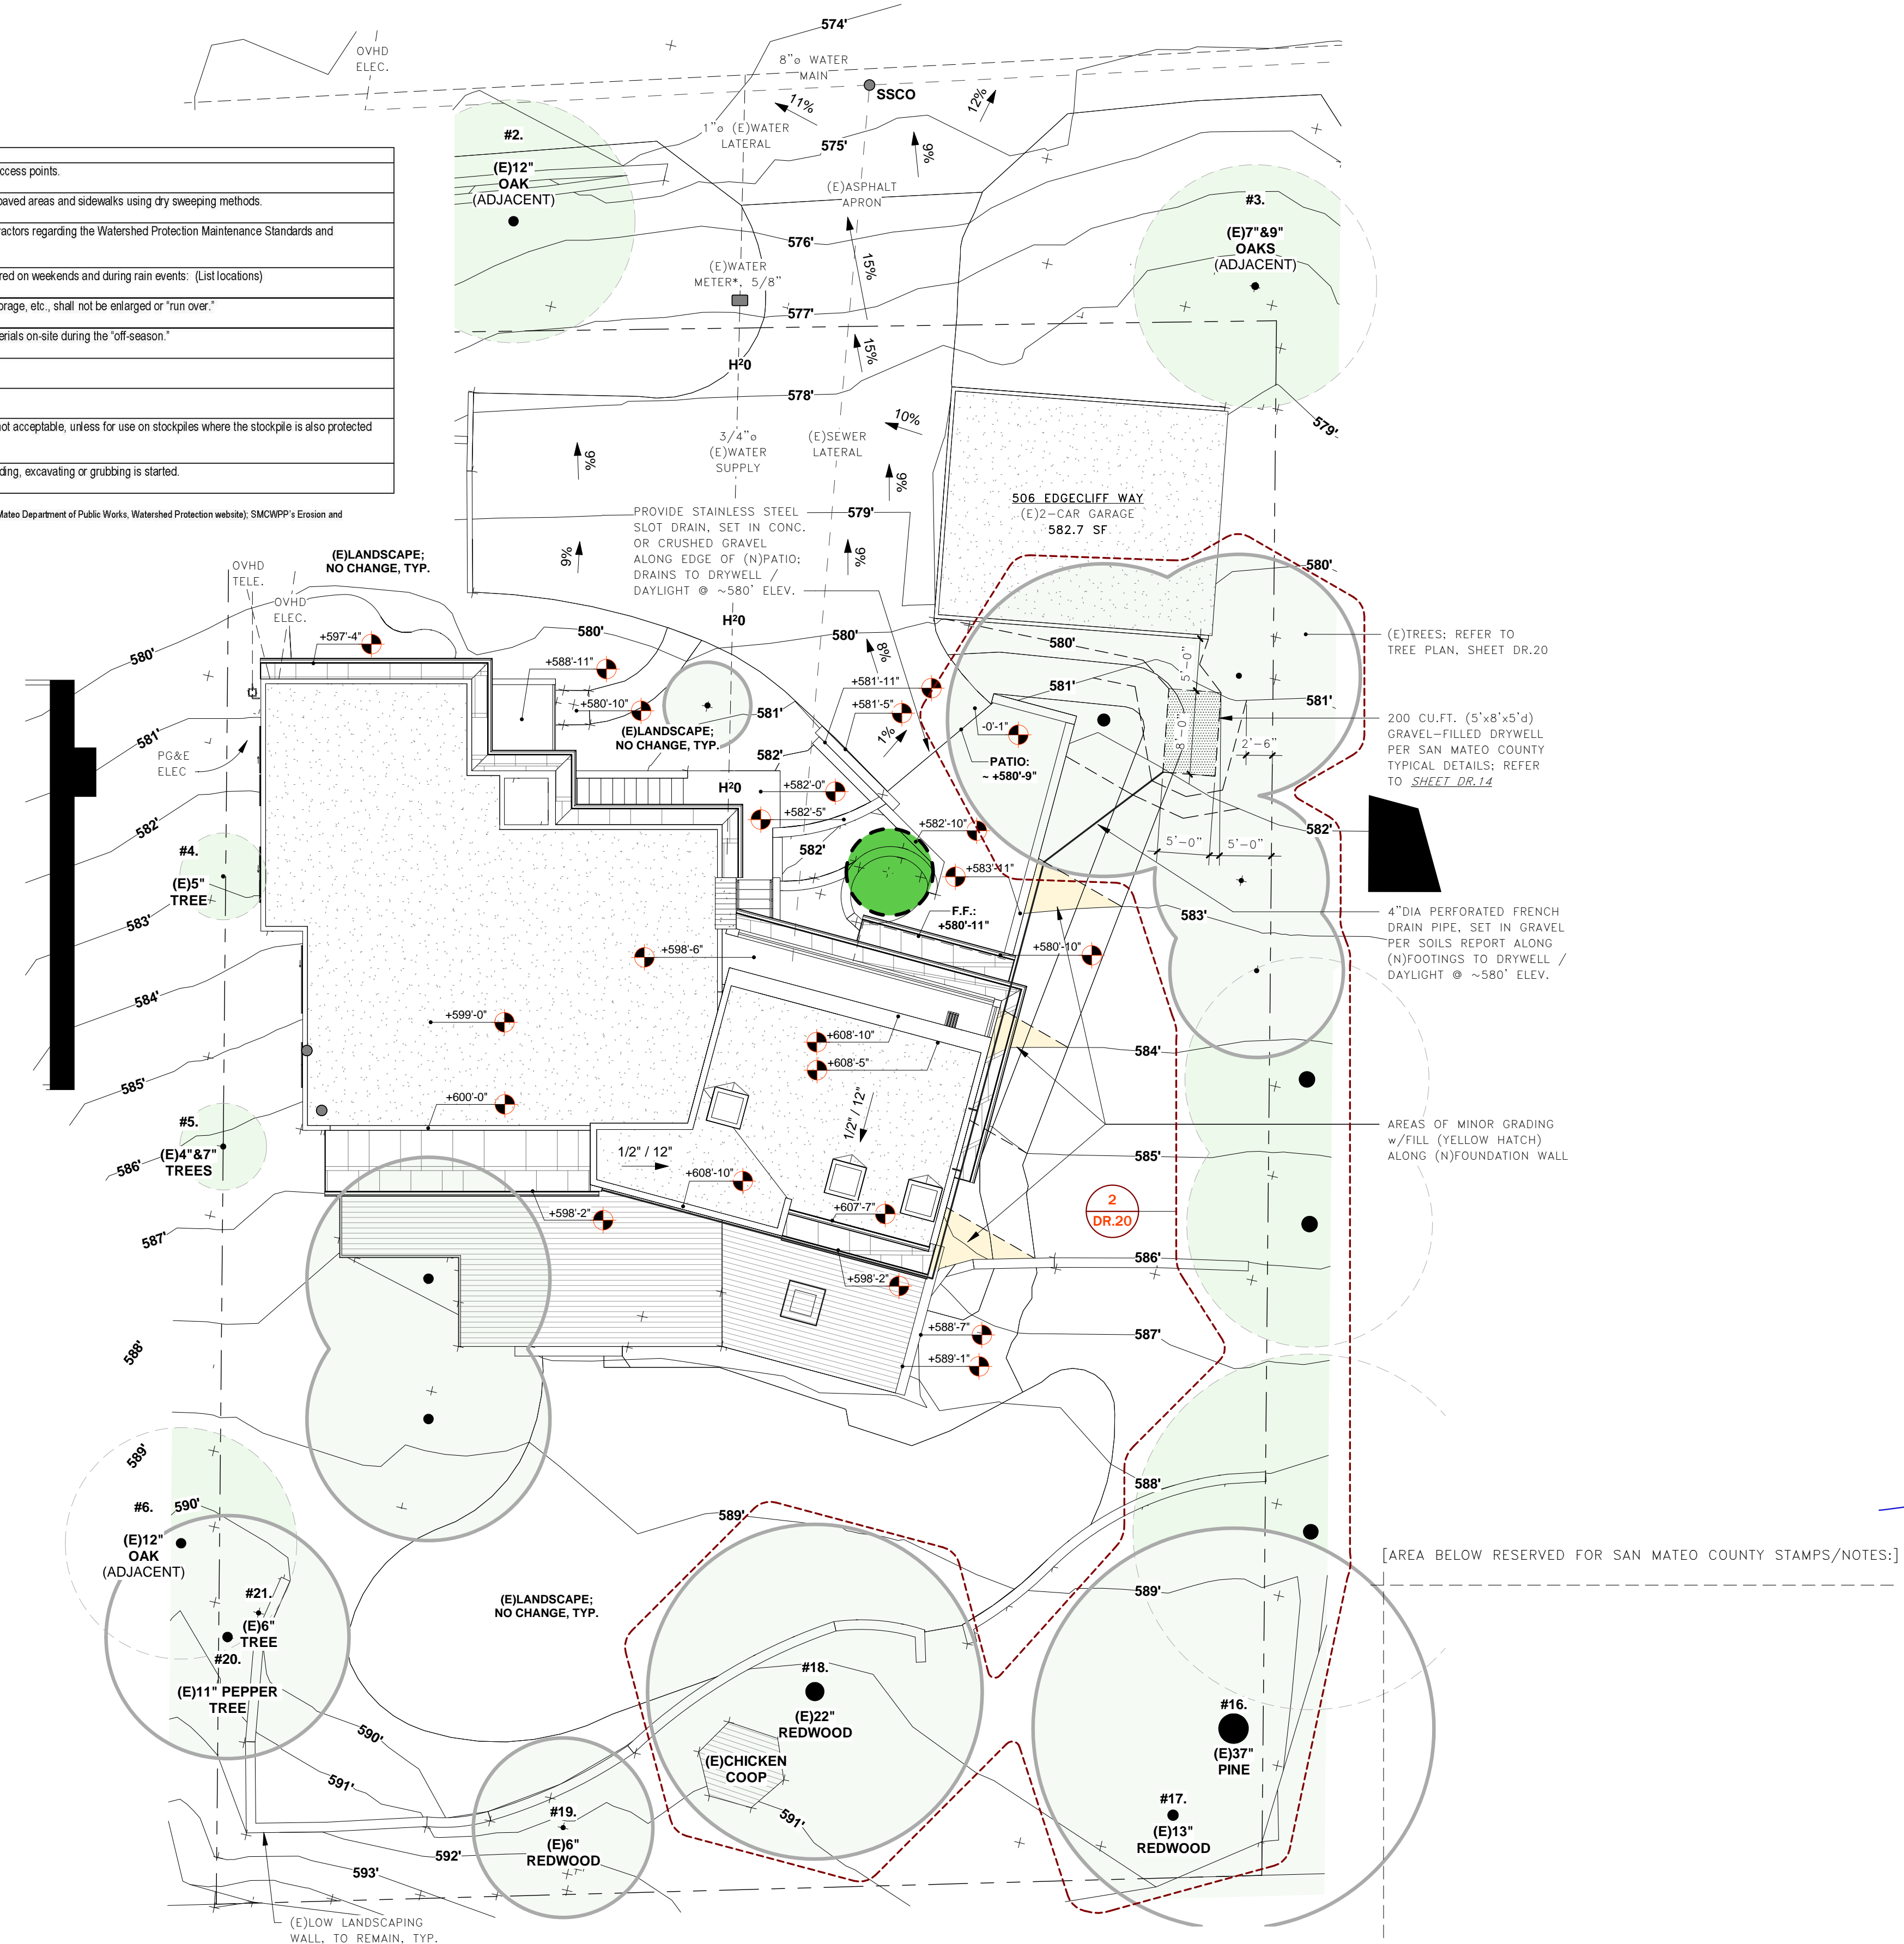 574'
OVHD
ELEC.
8"ø WATER
MAIN
SSCO
11%
12%
#2.
(E)12"
OAK
(ADJACENT)
1"ø (E)WATER
LATERAL
575'
9%
(E)ASPHALT
APRON
ccess points.
paved areas and sidewalks using dry sweeping methods.
ractors regarding the Watershed Protection Maintenance Standards and
red on weekends and during rain events: (List locations)
orage, etc., shall not be enlarged or "run over."
erials on-site during the "off-season."
not acceptable, unless for use on stockpiles where the stockpile is also protected
ding, excavating or grubbing is started.
Mateo Department of Public Works, Watershed Protection website); SMCWPP's Erosion and
#3.
(E)7"&9"
OAKS
(ADJACENT)
576'
15%
(E)WATER
METER*, 5/8"
577'
15%
H²0
578'
10%
579'
3/4"ø
(E)WATER
SUPPLY
(E)SEWER
LATERAL
9%
9%
506 EDGECLIFF WAY
(E)2-CAR GARAGE
582.7 SF
PROVIDE STAINLESS STEEL
SLOT DRAIN, SET IN CONC.
OR CRUSHED GRAVEL
ALONG EDGE OF (N)PATIO;
DRAINS TO DRYWELL /
DAYLIGHT @ ~580' ELEV.
579'
9%
9%
(E)LANDSCAPE;
NO CHANGE, TYP.
OVHD
TELE.
OVHD
ELEC.
580'
H²0
580'
580'
580'
580'
580'
8%
5'-0"
(E)TREES; REFER TO
TREE PLAN, SHEET DR.20
+597'-4"
+588'-11"
+580'-10"
+581'-11"
+581'-5"
1%
581'
581'
581'
581'
(E)LANDSCAPE;
NO CHANGE, TYP.
-0'-1"
PATIO:
~ +580'-9"
8'-0"
2'-6"
200 CU.FT. (5'x8'x5'd)
GRAVEL-FILLED DRYWELL
PER SAN MATEO COUNTY
TYPICAL DETAILS; REFER
TO SHEET DR.14
PG&E
ELEC
582'
H²0
+582'-0"
+582'-5"
+582'-10"
582'
582'
582'
5'-0"
5'-0"
#4.
(E)5"
TREE
+583'-11"
F.F.:
+580'-11"
583'
583'
4"DIA PERFORATED FRENCH
DRAIN PIPE, SET IN GRAVEL
PER SOILS REPORT ALONG
(N)FOOTINGS TO DRYWELL /
DAYLIGHT @ ~580' ELEV.
+598'-6"
+580'-10"
584'
+599'-0"
+608'-10"
+608'-5"
584'
585'
+600'-0"
1/2" / 12"
AREAS OF MINOR GRADING
w/FILL (YELLOW HATCH)
ALONG (N)FOUNDATION WALL
#5.
(E)4"&7"
TREES
586'
1/2" / 12"
585'
+608'-10"
+607'-7"
+598'-2"
2
DR.20
587'
586'
+598'-2"
+588'-7"
+589'-1"
587'
588'
589'
588'
#6.
590'
(E)12"
OAK
(ADJACENT)
589'
[AREA BELOW RESERVED FOR SAN MATEO COUNTY STAMPS/NOTES:]
#21.
(E)6"
TREE
(E)LANDSCAPE;
NO CHANGE, TYP.
589'
#20.
(E)11" PEPPER
TREE
#18.
(E)22"
REDWOOD
#16.
(E)37"
PINE
590'
(E)CHICKEN
COOP
591'
591'
#19.
(E)6"
REDWOOD
#17.
(E)13"
REDWOOD
592'
593'
(E)LOW LANDSCAPING
WALL, TO REMAIN, TYP.